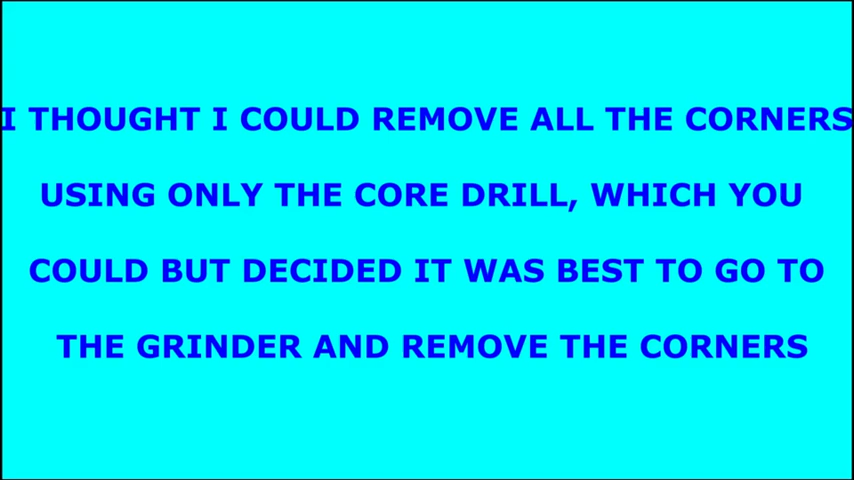 I THOUGHT I COULD REMOVE ALL THE CORNERS
USING ONLY THE CORE DRILL, WHICH YOU
COULD BUT DECIDED IT WAS BEST TO GO TO
THE GRINDER AND REMOVE THE CORNERS